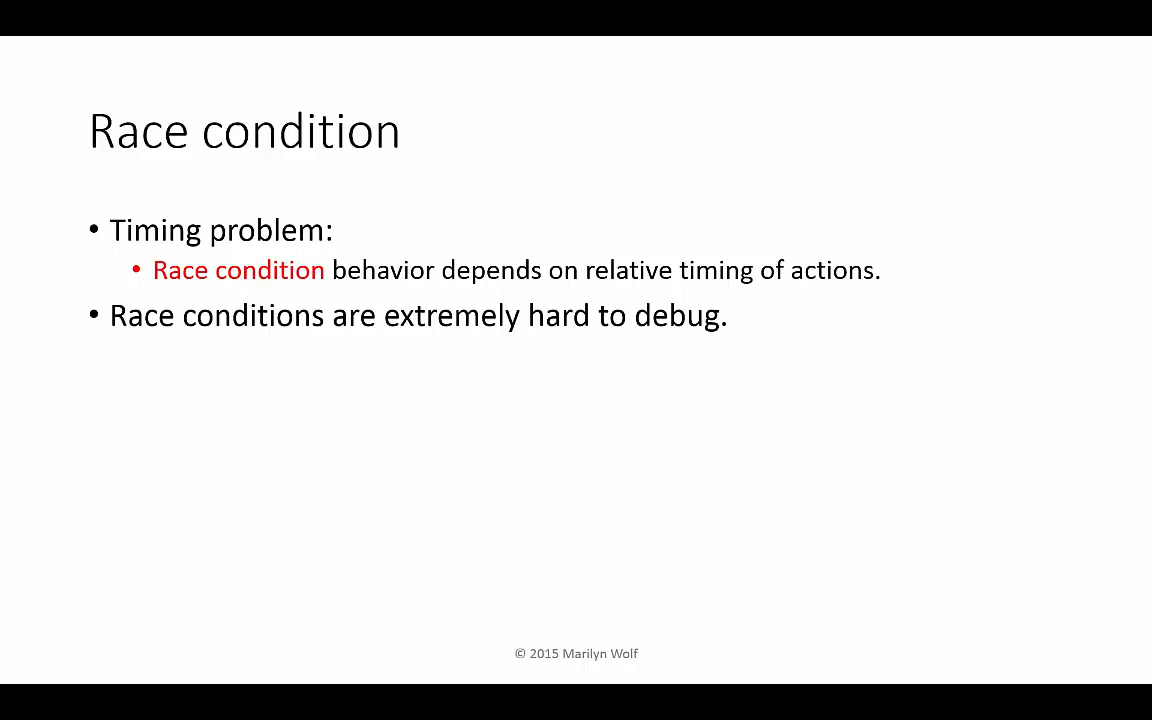 Race condition
• Timing problem:
• Race condition behavior depends on relative timing of actions.
• Race conditions are extremely hard to debug.
© 2015 Marilyn Wolf